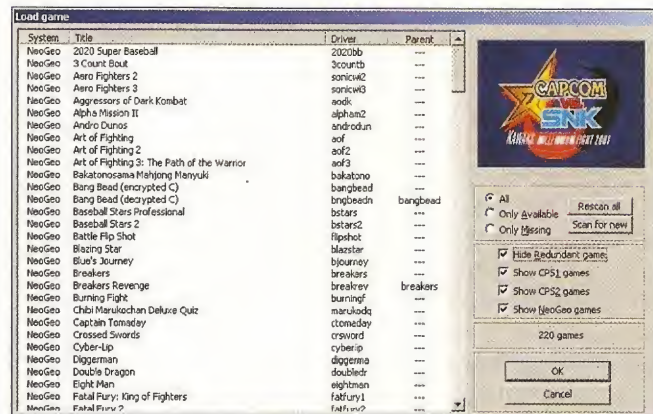 Load game
System Title Driver Parent
NeoGeo 2020 Super Baseball 2020bb ---
NeoGeo 3 Count Bout 3countb ---
NeoGeo Aero Fighters 2 sonicwi2 ---
NeoGeo Aero Fighters 3 sonicwi3 ---
NeoGeo Aggressors of Dark Kombat aodk ---
NeoGeo Alpha Mission II alpham2 ---
NeoGeo Andro Dunos androdun ---
NeoGeo Art of Fighting aof ---
NeoGeo Art of Fighting 2 aof2 ---
NeoGeo Art of Fighting 3: The Path of the Warrior aof3 ---
NeoGeo Bakatonosama Mahjong Manyuki bakatono ---
NeoGeo Bang Bead (encrypted C) bangbead ---
NeoGeo Bang Bead (decrypted C) bngbeadn bangbead
NeoGeo Baseball Stars Professional bstars ---
NeoGeo Baseball Stars 2 bstars2 ---
NeoGeo Battle Flip Shot flipshot ---
NeoGeo Blazing Star blazstar ---
NeoGeo Blue's Journey bjourney ---
NeoGeo Breakers breakers ---
NeoGeo Breakers Revenge breakrev breakers
NeoGeo Burning Fight burningf ---
NeoGeo Chibi Marukochan Deluxe Quiz marukodq ---
NeoGeo Captain Tomaday ctomaday ---
NeoGeo Crossed Swords crsword ---
NeoGeo Cyber-Lip cyberlip ---
NeoGeo Diggerman diggerma ---
NeoGeo Double Dragon doubledr ---
NeoGeo Eight Man eightman ---
NeoGeo Fatal Fury: King of Fighters fatfury1 ---
NeoGeo Fatal Fury 2 fatfury2 ---
CAPCOM
VS.
SNK
MILLENNIUM FIGHT 2001
All
Only Available
Only Missing
Rescan all
Scan for new
Hide Redundant games
Show CPS1 games
Show CPS2 games
Show NeoGeo games
220 games
OK
Cancel